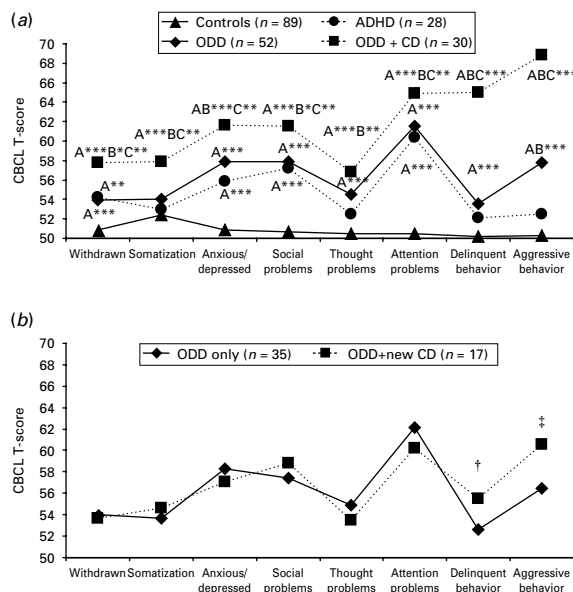 (a)
Controls (n = 89) ADHD (n = 28)
ODD (n = 52) ODD + CD (n = 30)
CBCL T-score
70
68
66
64
62
60
58
56
54
52
50
A***B*C**
A**
A***
A***BC**
AB***C**
A***
A***
A***B*C**
A***
A***
A***B**
A***
A***BC**
A***
A***
ABC***
A***
ABC***
AB***
Withdrawn Somatization Anxious/depressed Social problems Thought problems Attention problems Delinquent behavior Aggressive behavior
(b)
ODD only (n = 35) ODD+new CD (n = 17)
CBCL T-score
70
68
66
64
62
60
58
56
54
52
50
†
‡
Withdrawn Somatization Anxious/depressed Social problems Thought problems Attention problems Delinquent behavior Aggressive behavior